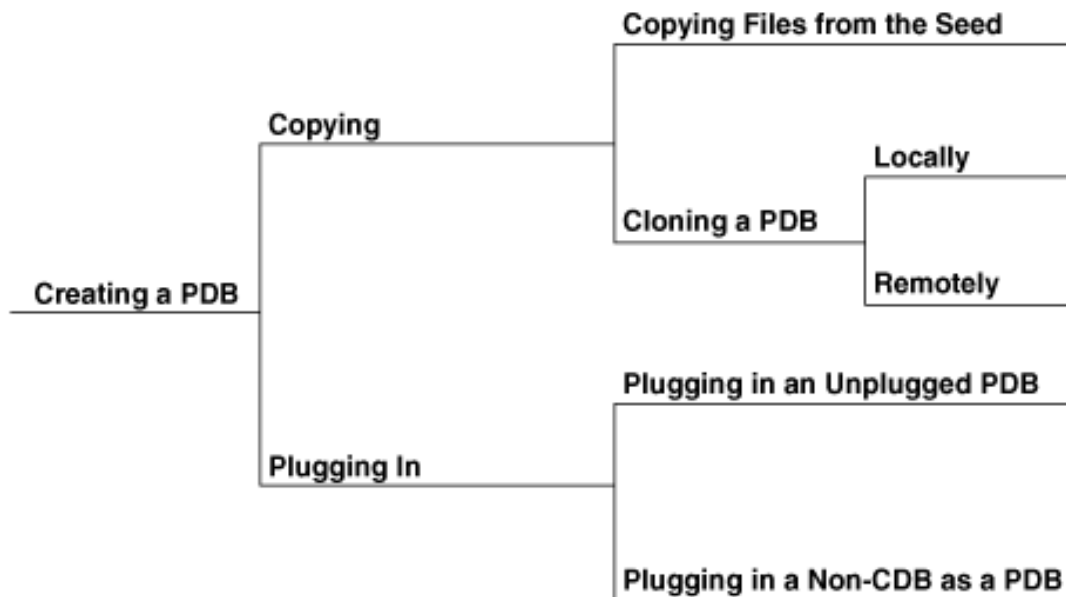 Copying Files from the Seed
Copying
Locally
Cloning a PDB
Remotely
Creating a PDB
Plugging in an Unplugged PDB
Plugging In
Plugging in a Non-CDB as a PDB